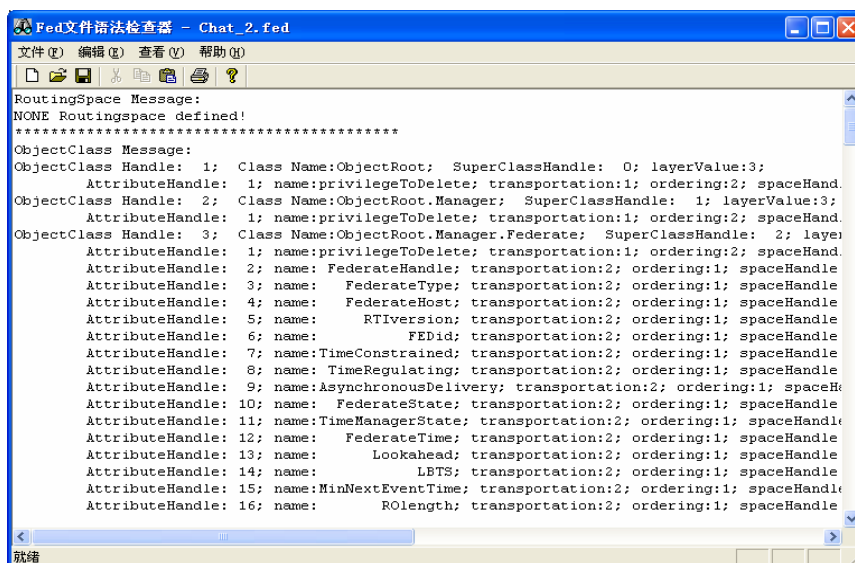 Fed文件语法检查器 - Chat_2.fed
文件(F) 编辑(E) 查看(V) 帮助(H)
RoutingSpace Message:
NONE Routingspace defined!
*******************************************
ObjectClass Message:
ObjectClass Handle: 1; Class Name:ObjectRoot; SuperClassHandle: 0; layerValue:3;
AttributeHandle: 1; name:privilegeToDelete; transportation:1; ordering:2; spaceHand
ObjectClass Handle: 2; Class Name:ObjectRoot.Manager; SuperClassHandle: 1; layerValue:3;
AttributeHandle: 1; name:privilegeToDelete; transportation:1; ordering:2; spaceHand
ObjectClass Handle: 3; Class Name:ObjectRoot.Manager.Federate; SuperClassHandle: 2; layer
AttributeHandle: 1; name:privilegeToDelete; transportation:1; ordering:2; spaceHand
AttributeHandle: 2; name: FederateHandle; transportation:2; ordering:1; spaceHandle
AttributeHandle: 3; name: FederateType; transportation:2; ordering:1; spaceHandle
AttributeHandle: 4; name: FederateHost; transportation:2; ordering:1; spaceHandle
AttributeHandle: 5; name: RTIversion; transportation:2; ordering:1; spaceHandle
AttributeHandle: 6; name: FEDid; transportation:2; ordering:1; spaceHandle
AttributeHandle: 7; name:TimeConstrained; transportation:2; ordering:1; spaceHandle
AttributeHandle: 8; name: TimeRegulating; transportation:2; ordering:1; spaceHandle
AttributeHandle: 9; name:AsynchronousDelivery; transportation:2; ordering:1; spaceHa
AttributeHandle: 10; name: FederateState; transportation:2; ordering:1; spaceHandle
AttributeHandle: 11; name:TimeManagerState; transportation:2; ordering:1; spaceHandle
AttributeHandle: 12; name: FederateTime; transportation:2; ordering:1; spaceHandle
AttributeHandle: 13; name: Lookahead; transportation:2; ordering:1; spaceHandle
AttributeHandle: 14; name: LBTS; transportation:2; ordering:1; spaceHandle
AttributeHandle: 15; name:MinNextEventTime; transportation:2; ordering:1; spaceHandle
AttributeHandle: 16; name: ROlength; transportation:2; ordering:1; spaceHandle
就绪